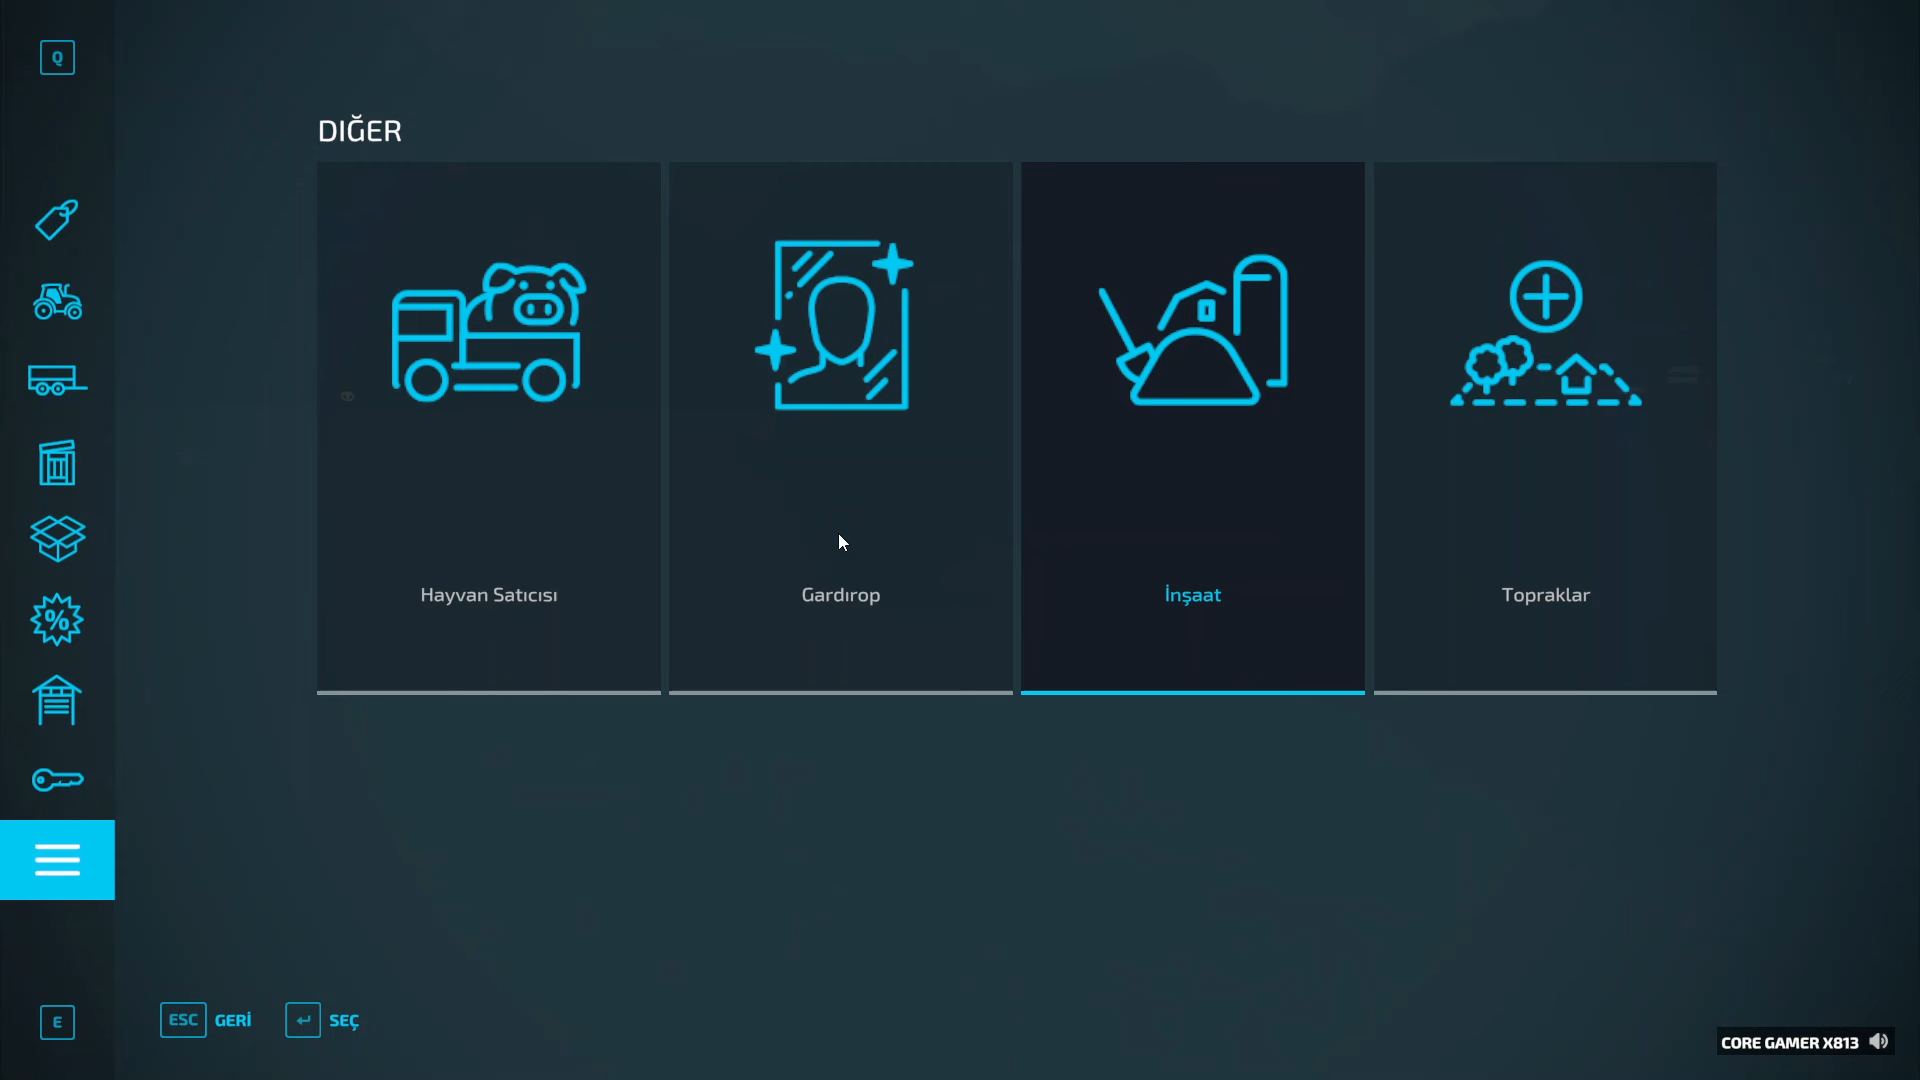 Q
DIĞER
Hayvan Satıcısı
Gardırop
İnşaat
Topraklar
%
E
ESC GERİ
SEÇ
CORE GAMER X813